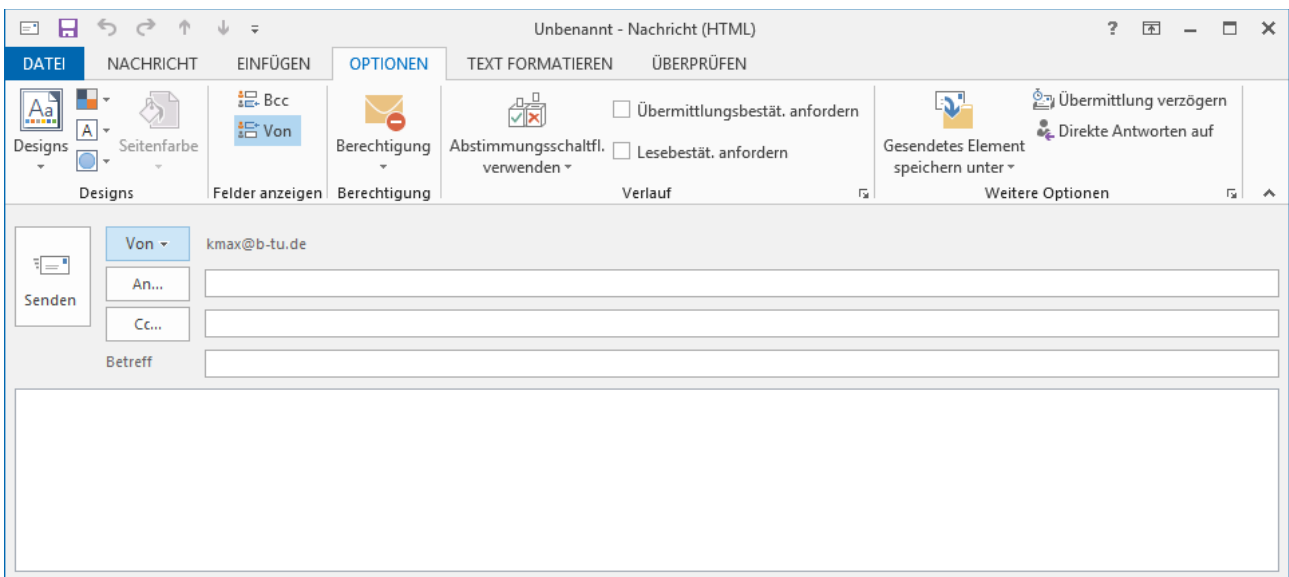 Unbenannt - Nachricht (HTML)
?
DATEI NACHRICHT EINFÜGEN OPTIONEN TEXT FORMATIEREN ÜBERPRÜFEN
Aa
Designs
A
Seitenfarbe
Designs
Bcc
Von
Felder anzeigen
Berechtigung
Berechtigung
Abstimmungsschaltfl.
verwenden
Übermittlungsbestät. anfordern
Lesebestät. anfordern
Verlauf
Gesendetes Element
speichern unter
Übermittlung verzögern
Direkte Antworten auf
Weitere Optionen
Senden
Von kmax@b-tu.de
An...
Cc...
Betreff